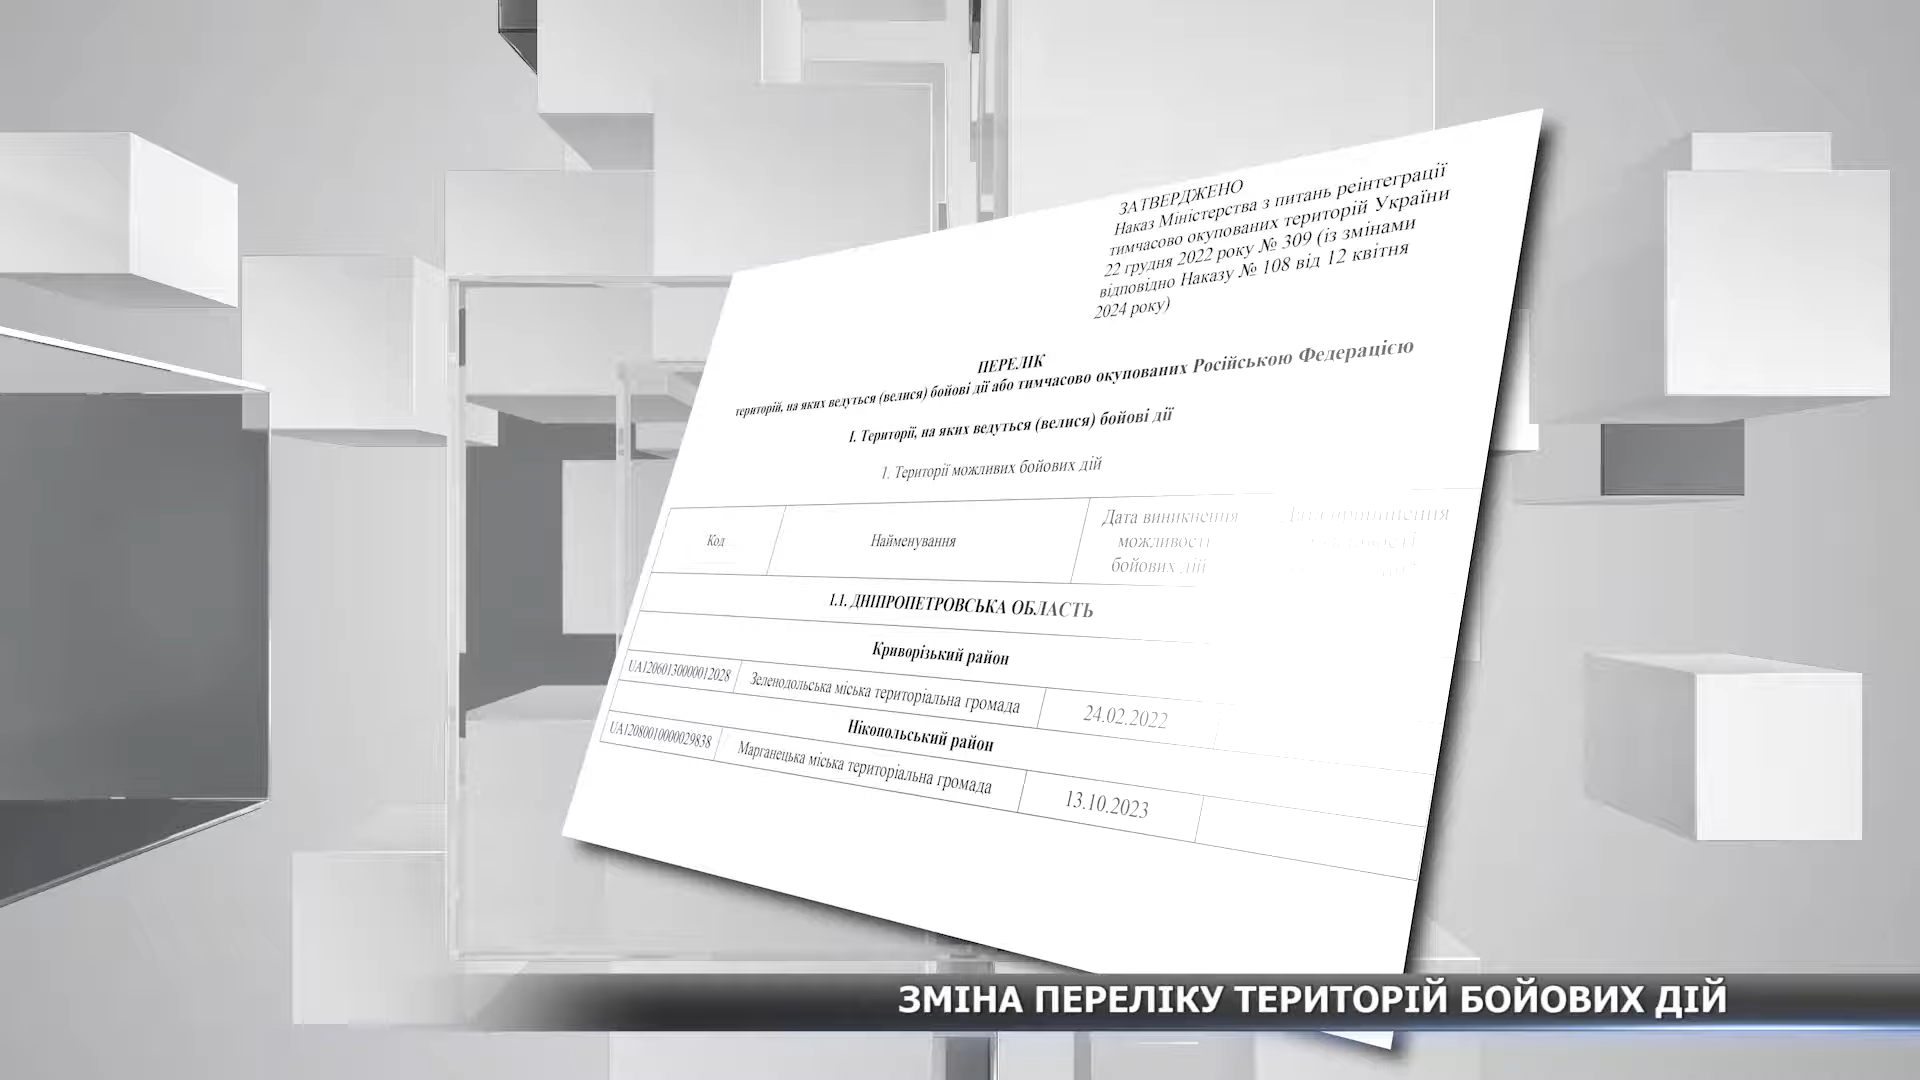 ЗАТВЕРДЖЕНО
Наказ Міністерства з питань реінтеграції
тимчасово окупованих територій України
22 грудня 2022 року № 309 (із змінами
відповідно Наказу № 108 від 12 квітня
2024 року)
ПЕРЕЛІК
територій, на яких ведуться (велися) бойові дії або тимчасово окупованих Російською Федерацією
І. Території, на яких ведуться (велися) бойові дії
1. Території можливих бойових дій
Код
Найменування
Дата виникнення
можливості
бойових дій
1.1. ДНІПРОПЕТРОВСЬКА ОБЛАСТЬ
Криворізький район
UA12060130000012028 Зеленодольська міська територіальна громада 24.02.2022
Нікопольський район
UA12080010000029838 Марганецька міська територіальна громада 13.10.2023
ЗМІНА ПЕРЕЛІКУ ТЕРИТОРІЙ БОЙОВИХ ДІЙ